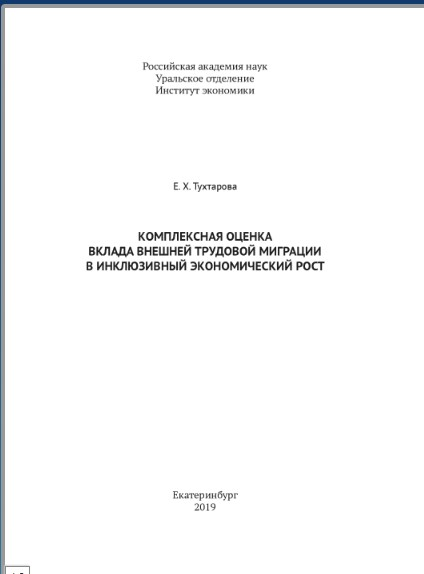 Российская академия наук
Уральское отделение
Институт экономики
Е. Х. Тухтарова
КОМПЛЕКСНАЯ ОЦЕНКА
ВКЛАДА ВНЕШНЕЙ ТРУДОВОЙ МИГРАЦИИ
В ИНКЛЮЗИВНЫЙ ЭКОНОМИЧЕСКИЙ РОСТ
Екатеринбург
2019